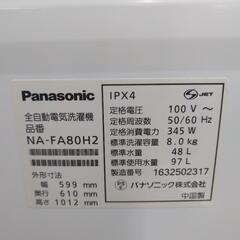 Panasonic
全自動電気洗濯機
品番
NA-FA80H2
外形寸法
幅 599 mm
奥行 610 mm
高さ 1012 mm
IPX4
S JET
定格電圧 100 V ～
定格周波数 50/60 Hz
定格消費電力 345 W
標準洗濯容量 8.0 kg
標準水量 48 L
標準使用水量 97 L
製造番号 1632502317
パナソニック株式会社
中国製